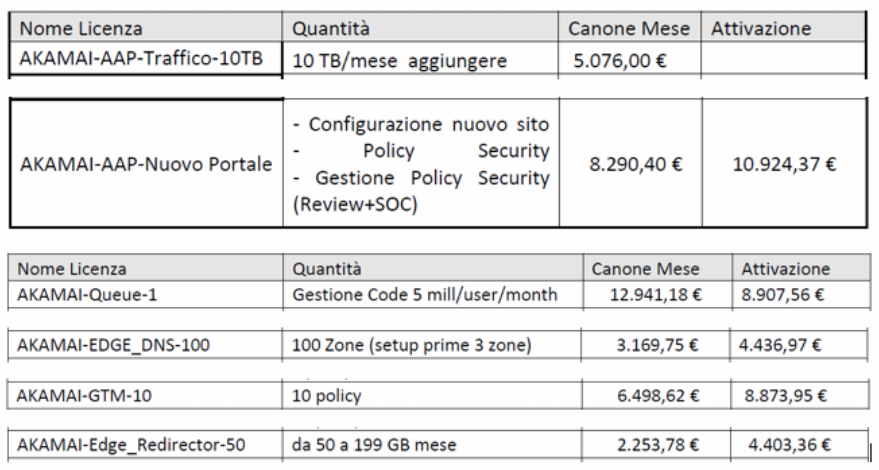 Nome Licenza Quantità Canone Mese Attivazione
AKAMAI-AAP-Traffico-10TB 10 TB/mese aggiungere 5.076,00 €
AKAMAI-AAP-Nuovo Portale - Configurazione nuovo sito 8.290,40 € 10.924,37 €
- Policy Security
- Gestione Policy Security
(Review+SOC)
Nome Licenza Quantità Canone Mese Attivazione
AKAMAI-Queue-1 Gestione Code 5 mill/user/month 12.941,18 € 8.907,56 €
AKAMAI-EDGE_DNS-100 100 Zone (setup prime 3 zone) 3.169,75 € 4.436,97 €
AKAMAI-GTM-10 10 policy 6.498,62 € 8.873,95 €
AKAMAI-Edge_Redirector-50 da 50 a 199 GB mese 2.253,78 € 4.403,36 €